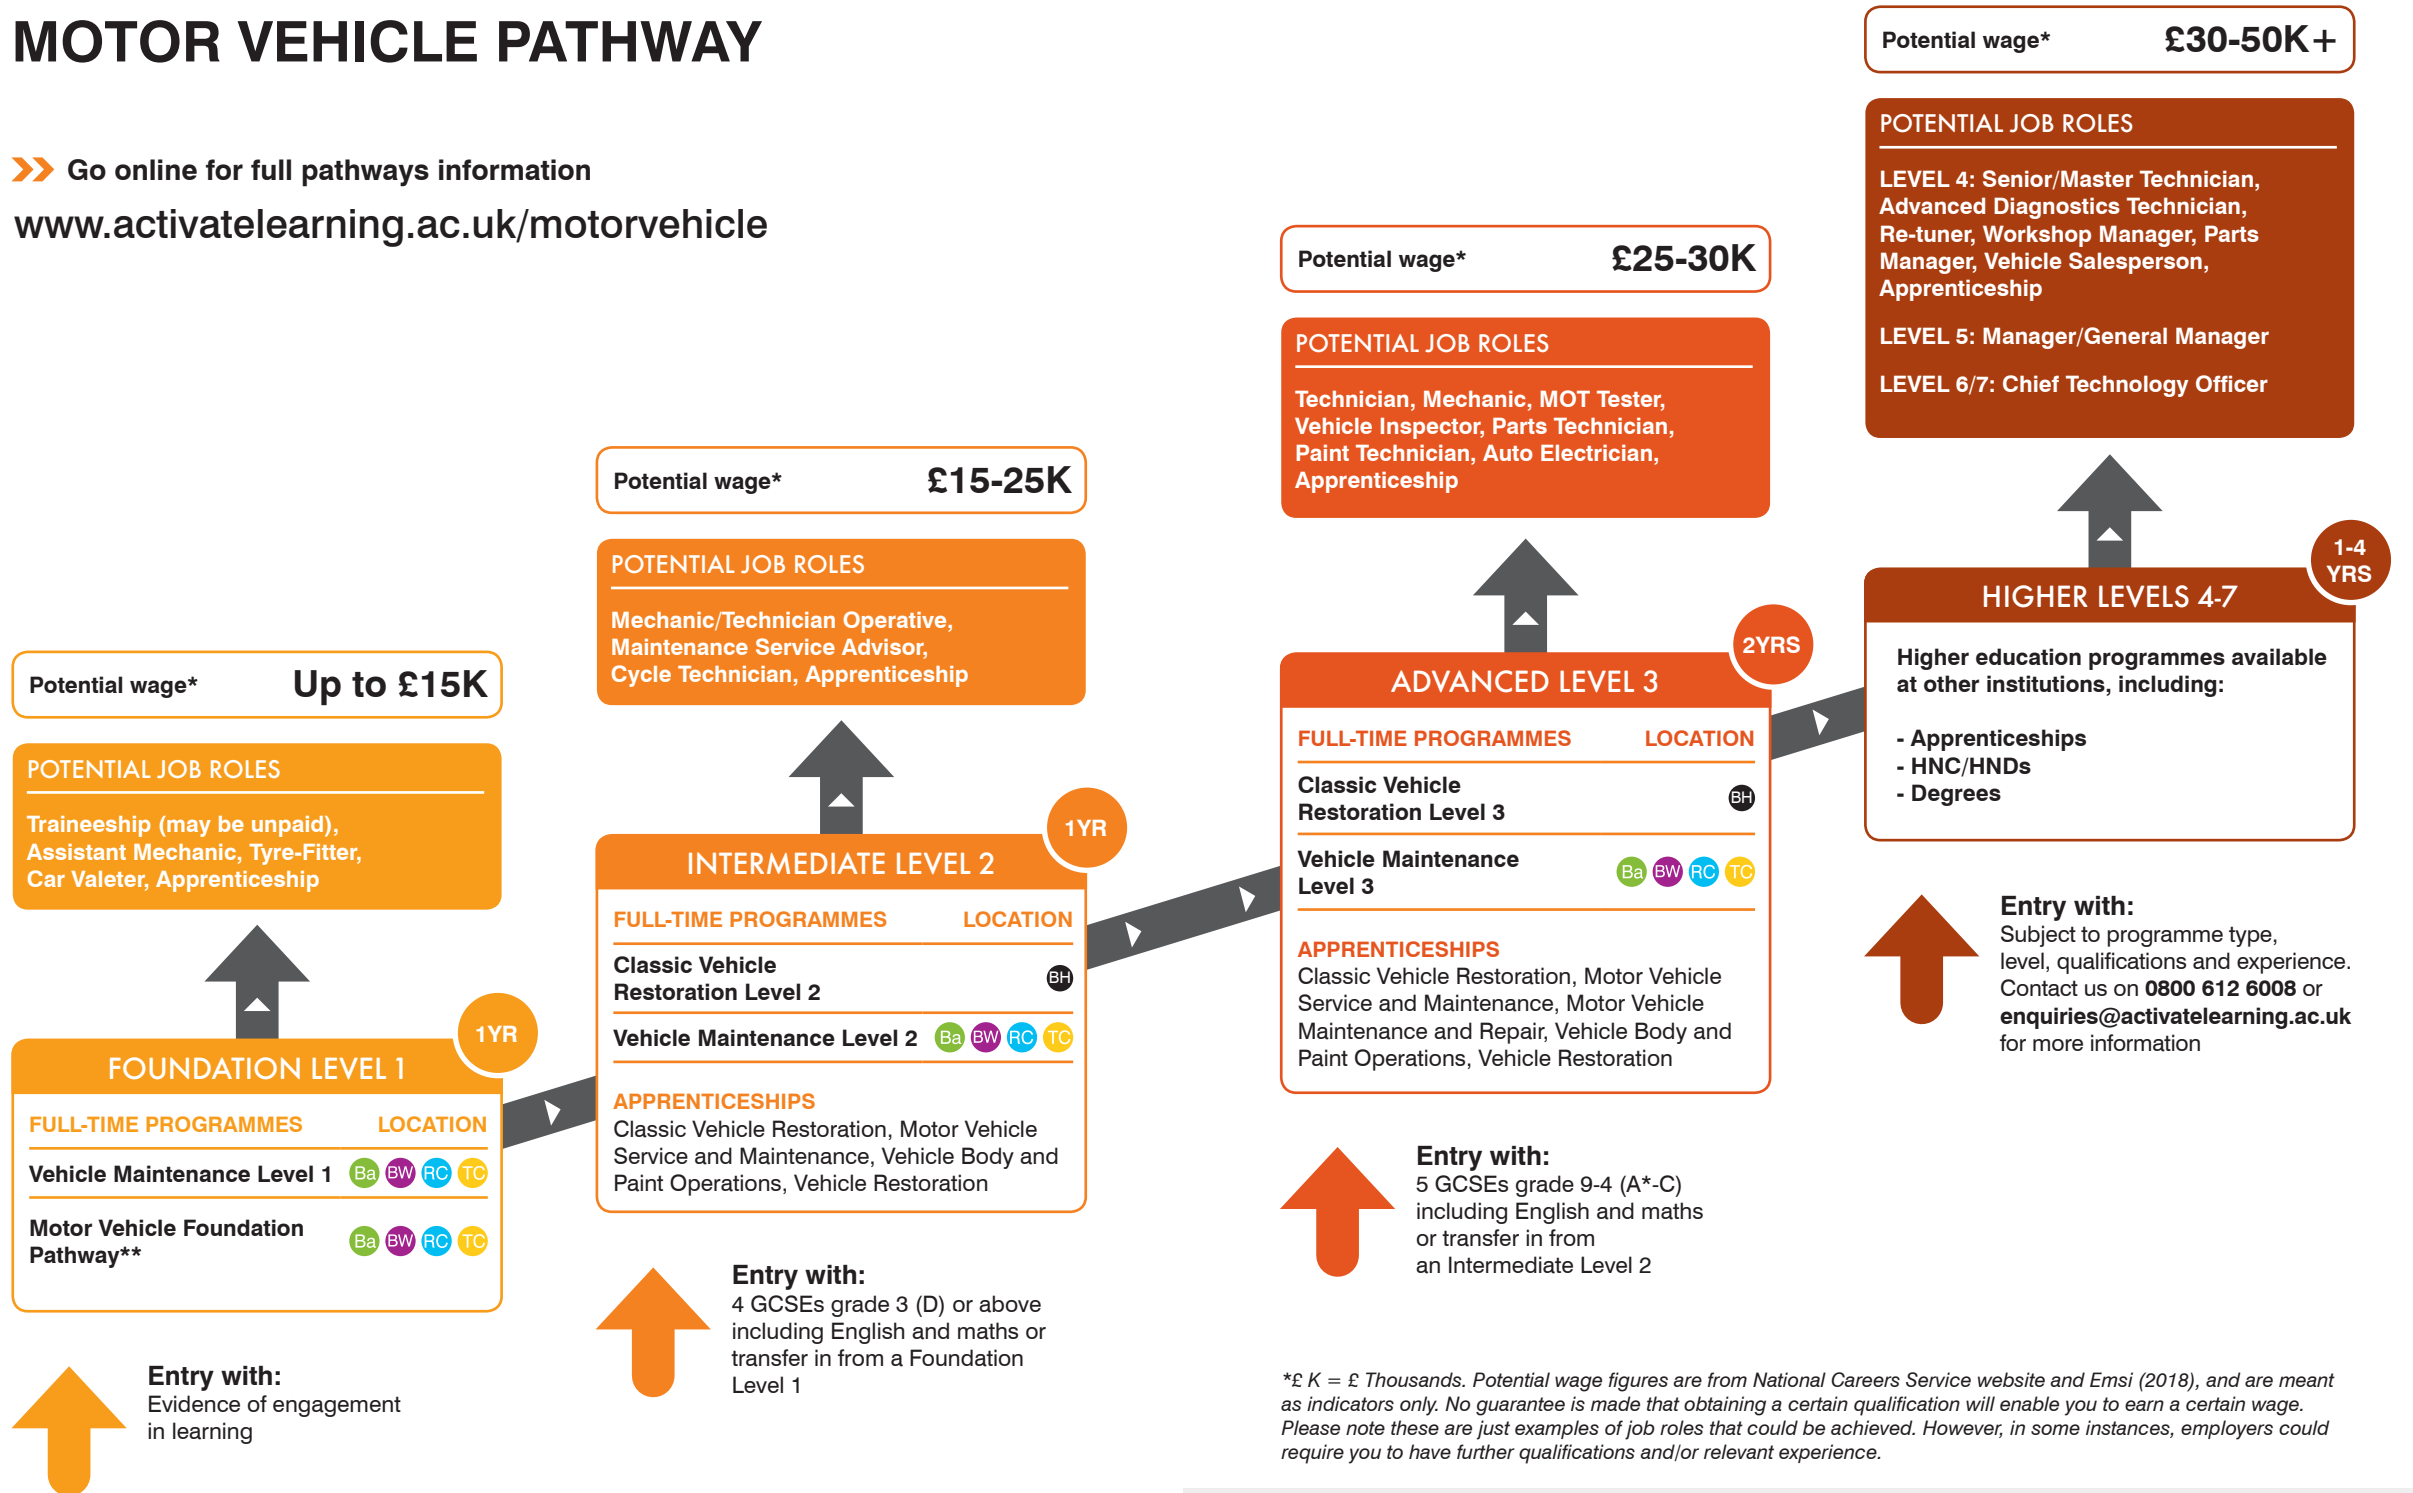 MOTOR VEHICLE PATHWAY
Go online for full pathways information
www.activatelearning.ac.uk/motorvehicle
Potential wage* Up to £15K
POTENTIAL JOB ROLES
Traineeship (may be unpaid),
Assistant Mechanic, Tyre-Fitter,
Car Valeter, Apprenticeship
1YR
FOUNDATION LEVEL 1
FULL-TIME PROGRAMMES LOCATION
Vehicle Maintenance Level 1 Ba BW RC TC
Motor Vehicle Foundation
Pathway** Ba BW RC TC
Entry with:
Evidence of engagement
in learning
Potential wage* £15-25K
POTENTIAL JOB ROLES
Mechanic/Technician Operative,
Maintenance Service Advisor,
Cycle Technician, Apprenticeship
1YR
INTERMEDIATE LEVEL 2
FULL-TIME PROGRAMMES LOCATION
Classic Vehicle
Restoration Level 2 BH
Vehicle Maintenance Level 2 Ba BW RC TC
APPRENTICESHIPS
Classic Vehicle Restoration, Motor Vehicle
Service and Maintenance, Vehicle Body and
Paint Operations, Vehicle Restoration
Entry with:
4 GCSEs grade 3 (D) or above
including English and maths or
transfer in from a Foundation
Level 1
Potential wage* £25-30K
POTENTIAL JOB ROLES
Technician, Mechanic, MOT Tester,
Vehicle Inspector, Parts Technician,
Paint Technician, Auto Electrician,
Apprenticeship
2YRS
ADVANCED LEVEL 3
FULL-TIME PROGRAMMES LOCATION
Classic Vehicle
Restoration Level 3 BH
Vehicle Maintenance
Level 3 Ba BW RC TC
APPRENTICESHIPS
Classic Vehicle Restoration, Motor Vehicle
Service and Maintenance, Motor Vehicle
Maintenance and Repair, Vehicle Body and
Paint Operations, Vehicle Restoration
Entry with:
5 GCSEs grade 9-4 (A*-C)
including English and maths
or transfer in from
an Intermediate Level 2
Potential wage* £30-50K+
POTENTIAL JOB ROLES
LEVEL 4: Senior/Master Technician,
Advanced Diagnostics Technician,
Re-tuner, Workshop Manager, Parts
Manager, Vehicle Salesperson,
Apprenticeship
LEVEL 5: Manager/General Manager
LEVEL 6/7: Chief Technology Officer
1-4
YRS
HIGHER LEVELS 4-7
Higher education programmes available
at other institutions, including:
- Apprenticeships
- HNC/HNDs
- Degrees
Entry with:
Subject to programme type,
level, qualifications and experience.
Contact us on 0800 612 6008 or
enquiries@activatelearning.ac.uk
for more information
*£ K = £ Thousands. Potential wage figures are from National Careers Service website and Emsi (2018), and are meant
as indicators only. No guarantee is made that obtaining a certain qualification will enable you to earn a certain wage.
Please note these are just examples of job roles that could be achieved. However, in some instances, employers could
require you to have further qualifications and/or relevant experience.